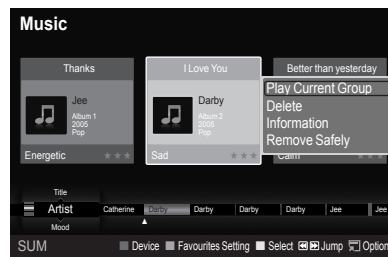 Music
Thanks
I Love You
Better than yesterday
Jee
Album 1
2005
Pop
Darby
Album 2
2005
Pop
Play Current Group
Delete
Information
Remove Safely
Energetic
Sad
Calm
Title
Artist
Mood
Catherine Darby Darby Darby Darby Jee Jee
SUM Device Favourites Setting Select Jump Option